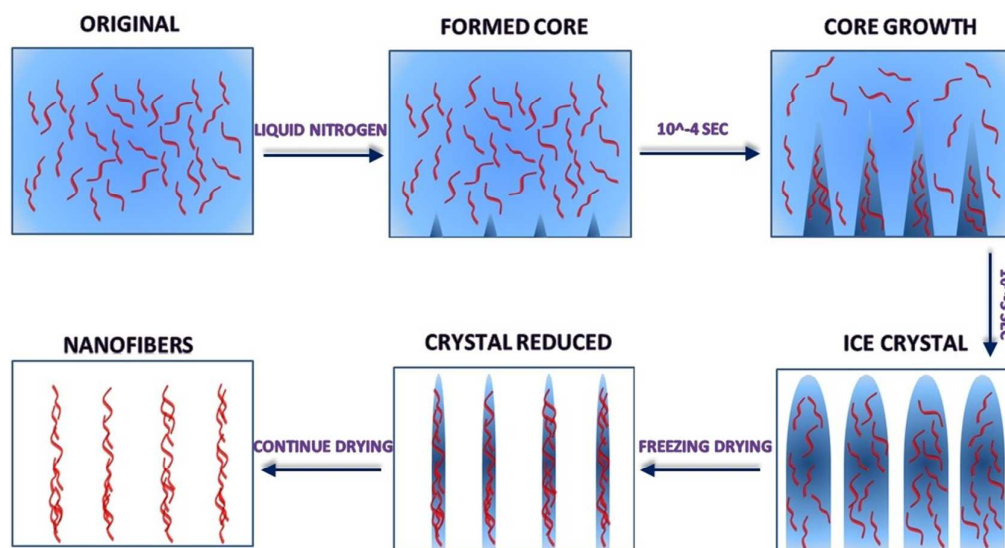 ORIGINAL
FORMED CORE
CORE GROWTH
LIQUID NITROGEN
10^-4 SEC
NANOFIBERS
CRYSTAL REDUCED
ICE CRYSTAL
CONTINUE DRYING
FREEZING DRYING